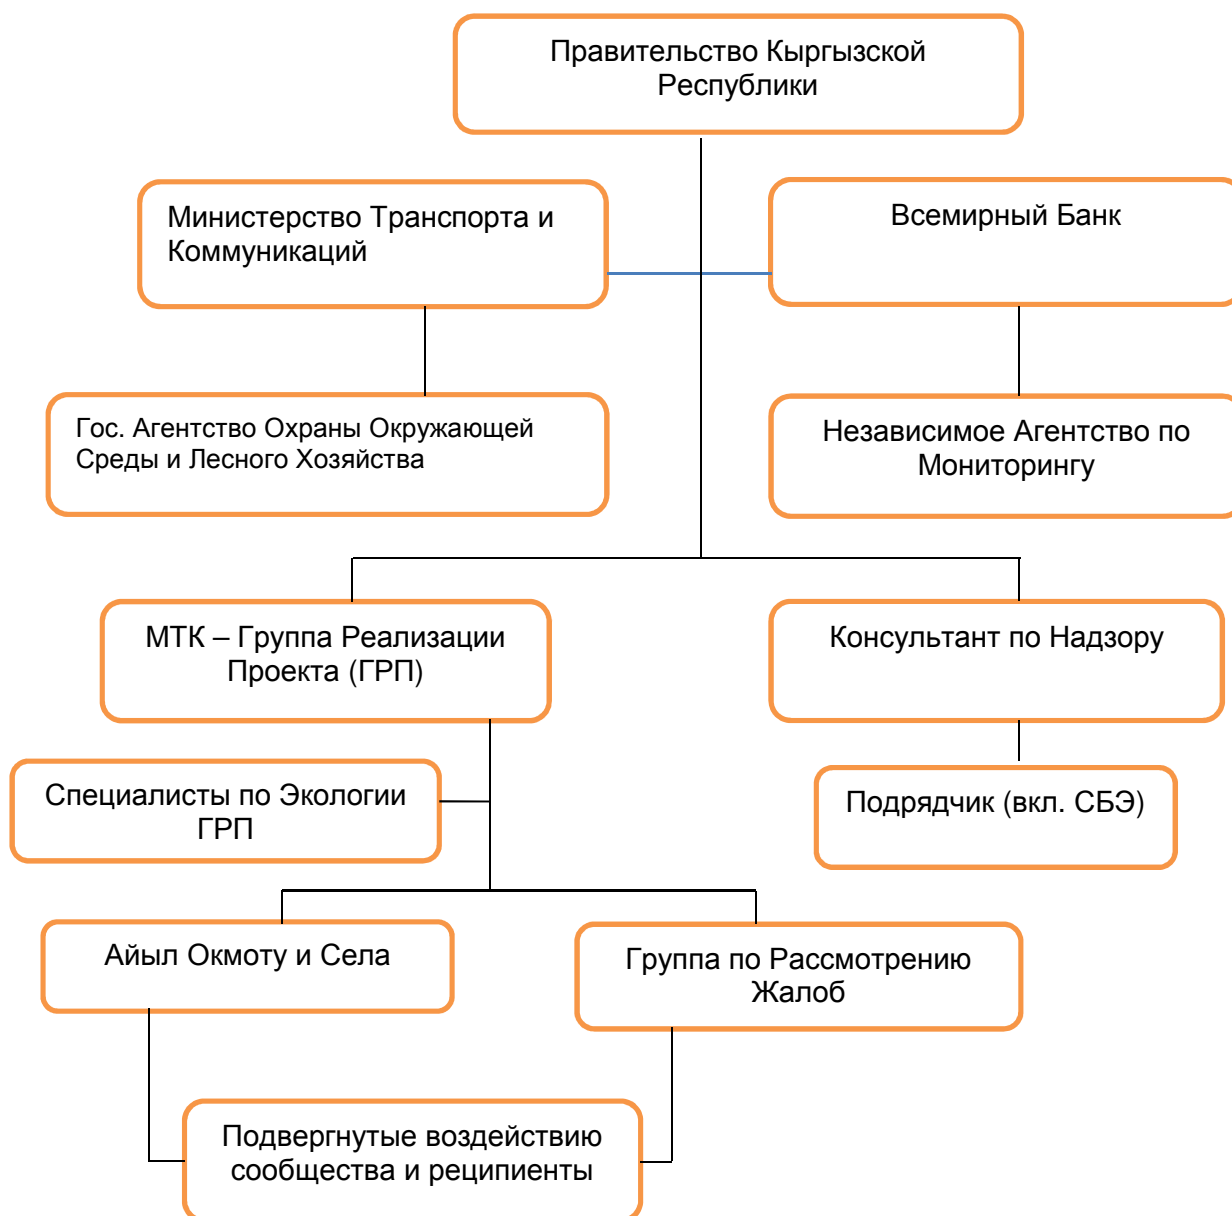 Правительство Кыргызской
Республики
Министерство Транспорта и
Коммуникаций
Всемирный Банк
Гос. Агентство Охраны Окружающей
Среды и Лесного Хозяйства
Независимое Агентство по
Мониторингу
МТК – Группа Реализации
Проекта (ГРП)
Консультант по Надзору
Специалисты по Экологии
ГРП
Подрядчик (вкл. СБЭ)
Айыл Окмоту и Села
Группа по Рассмотрению
Жалоб
Подвергнутые воздействию
сообщества и реципиенты